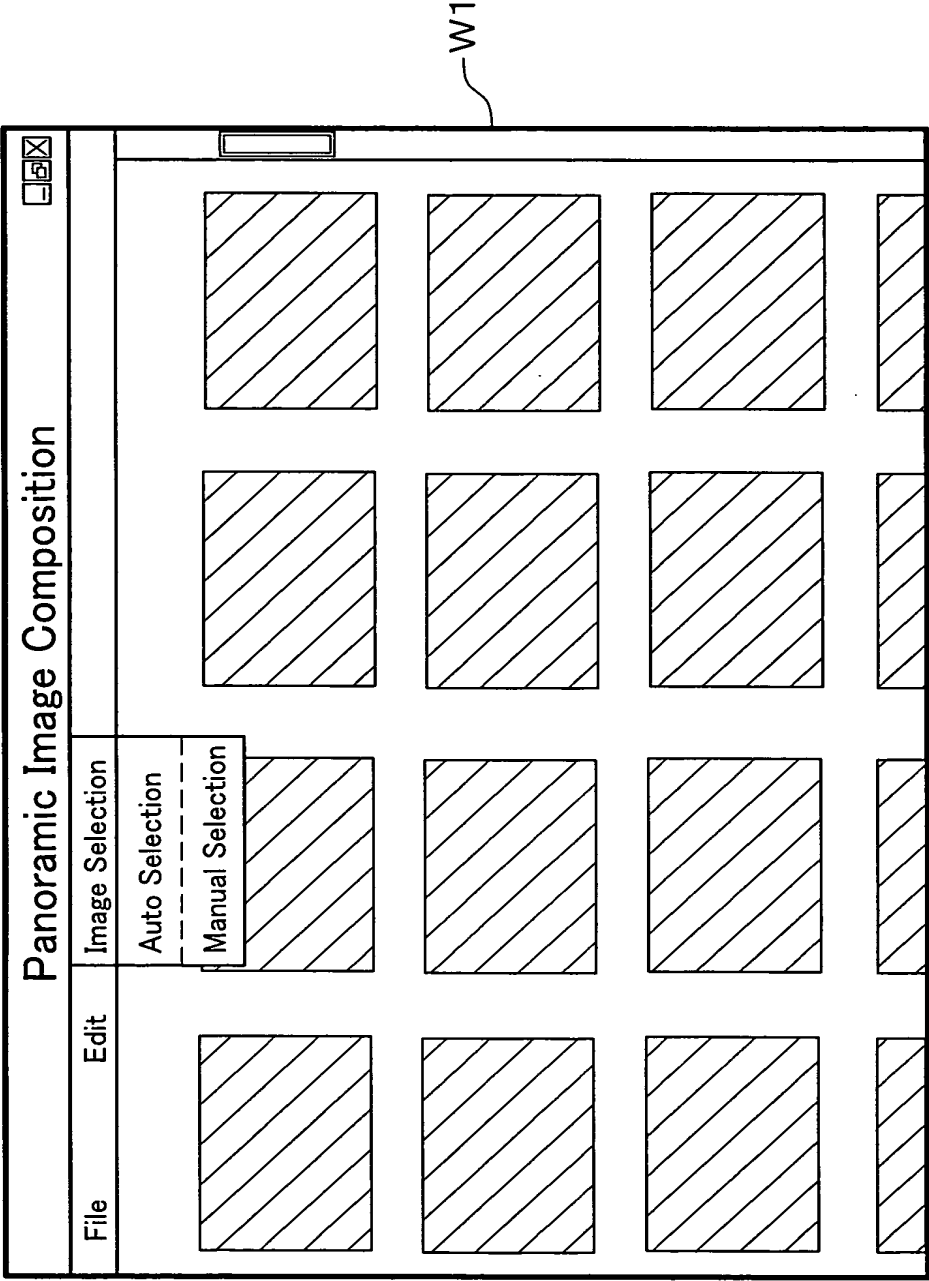 Panoramic Image Composition
File Edit Image Selection
Auto Selection
Manual Selection
W1